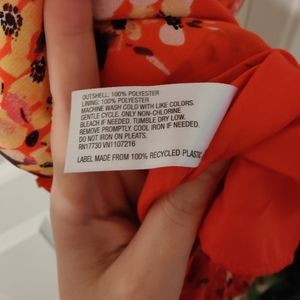 OUTSHELL: 100% POLYESTER
LINING: 100% POLYESTER
MACHINE WASH COLD WITH LIKE COLORS.
GENTLE CYCLE. ONLY NON-CHLORINE
BLEACH IF NEEDED. TUMBLE DRY LOW.
REMOVE PROMPTLY. COOL IRON IF NEEDED.
DO NOT IRON ON PLEATS.
RN17730 VN1107216
LABEL MADE FROM 100% RECYCLED PLASTIC